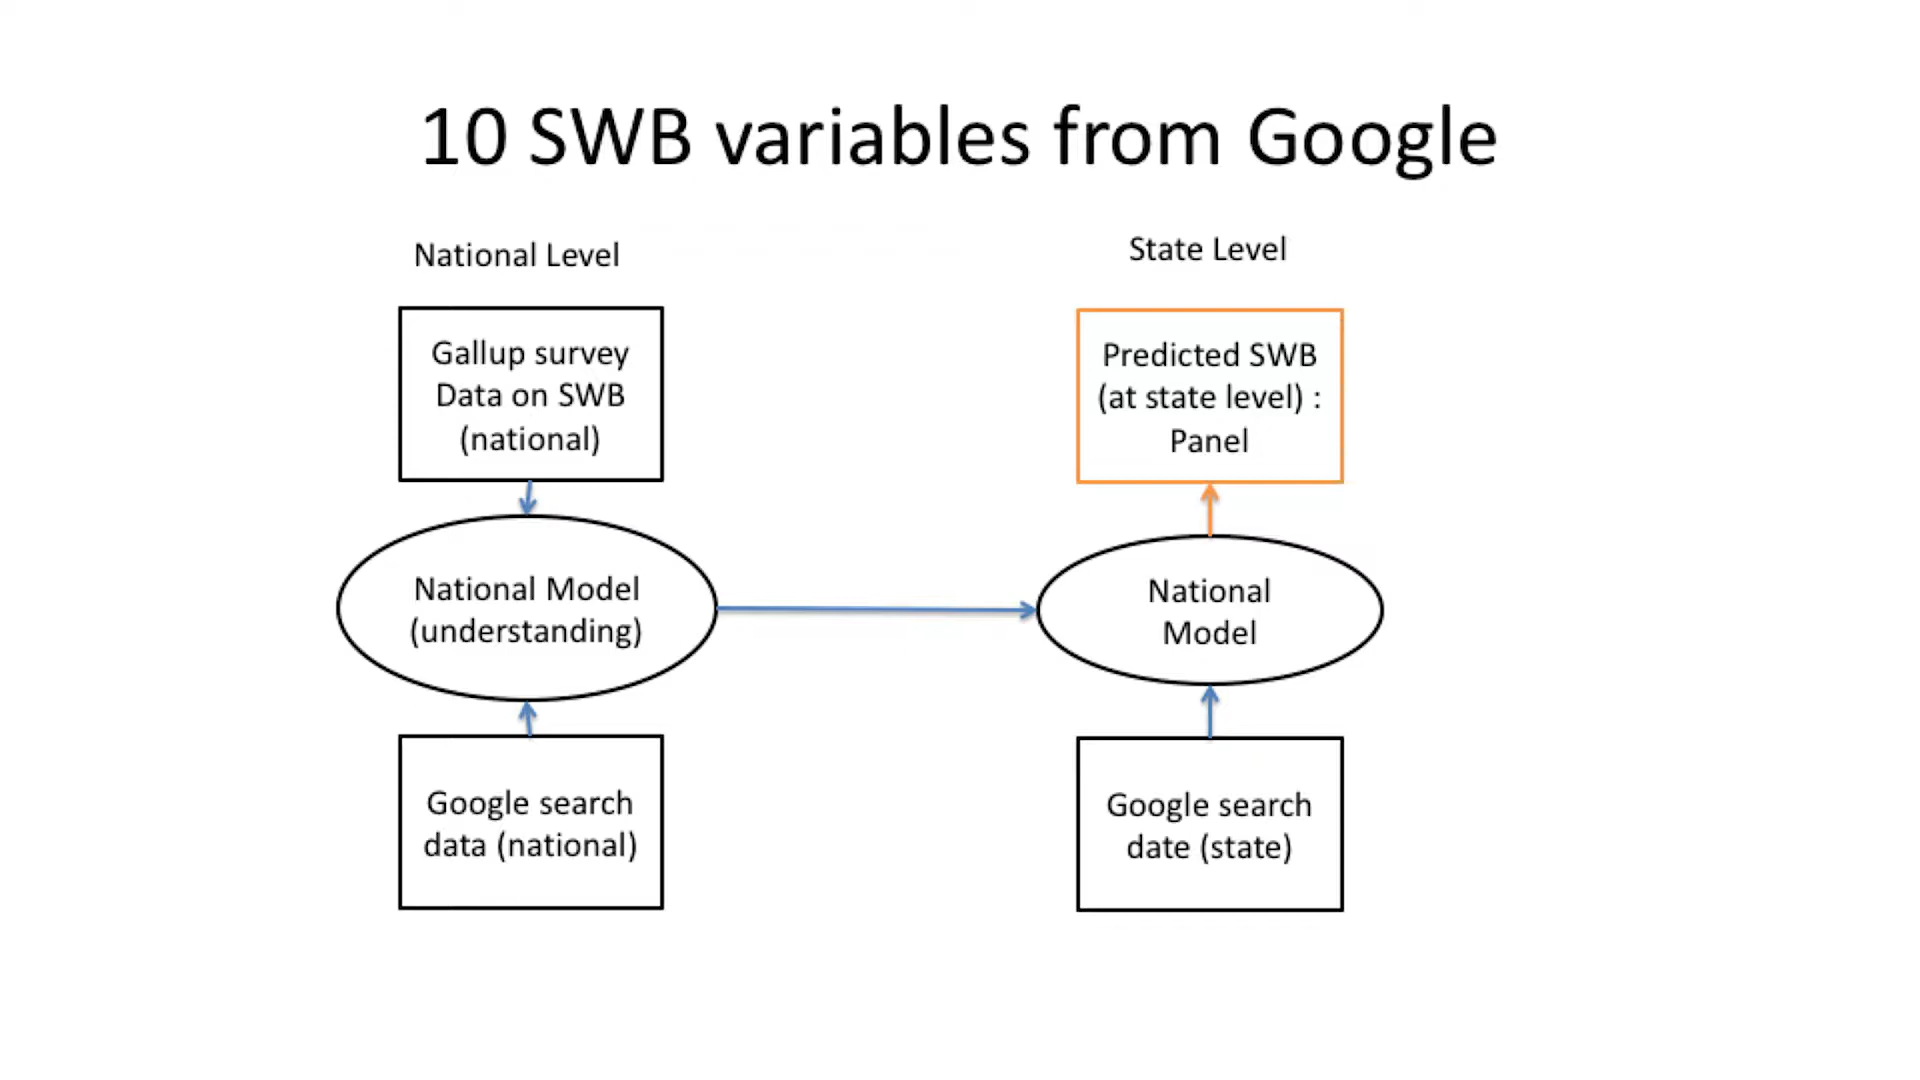 10 SWB variables from Google
National Level
Gallup survey
Data on SWB
(national)
National Model
(understanding)
Google search
data (national)
State Level
Predicted SWB
(at state level) :
Panel
National
Model
Google search
date (state)